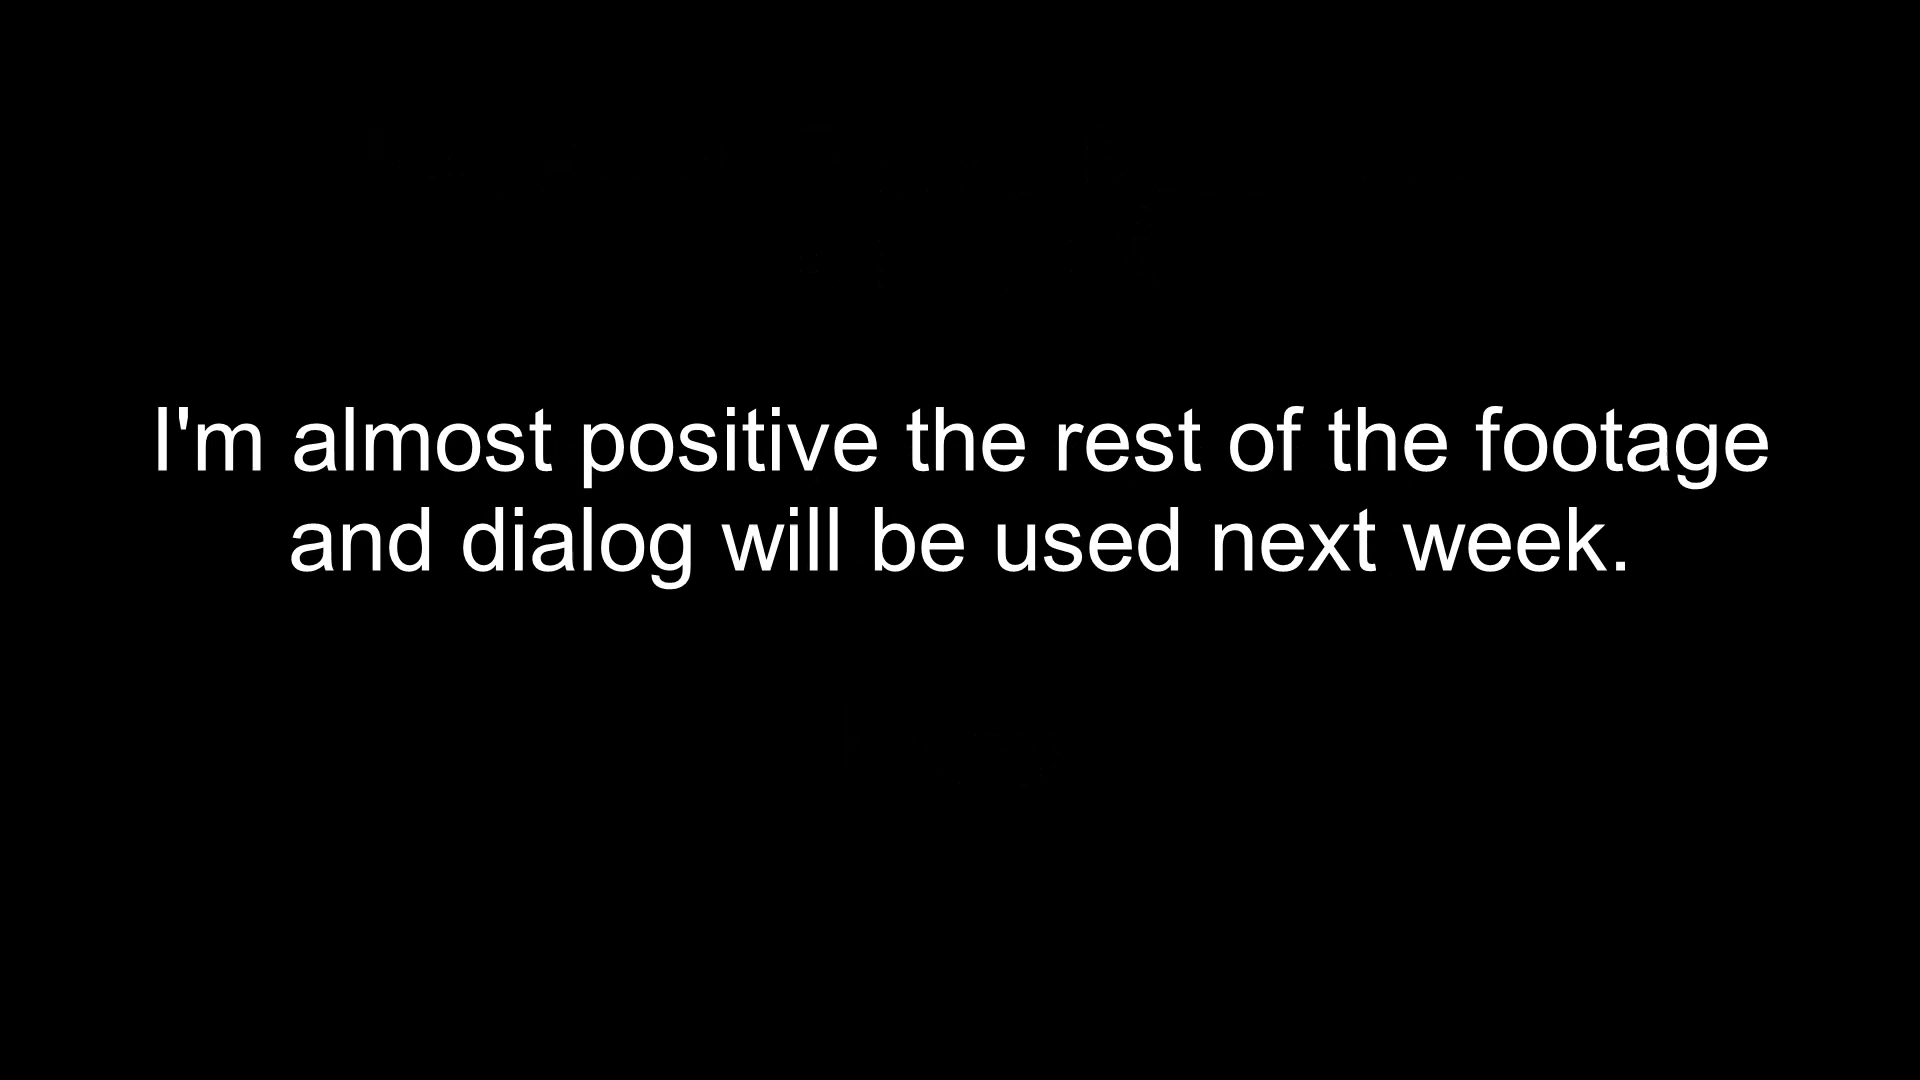 I'm almost positive the rest of the footage
and dialog will be used next week.